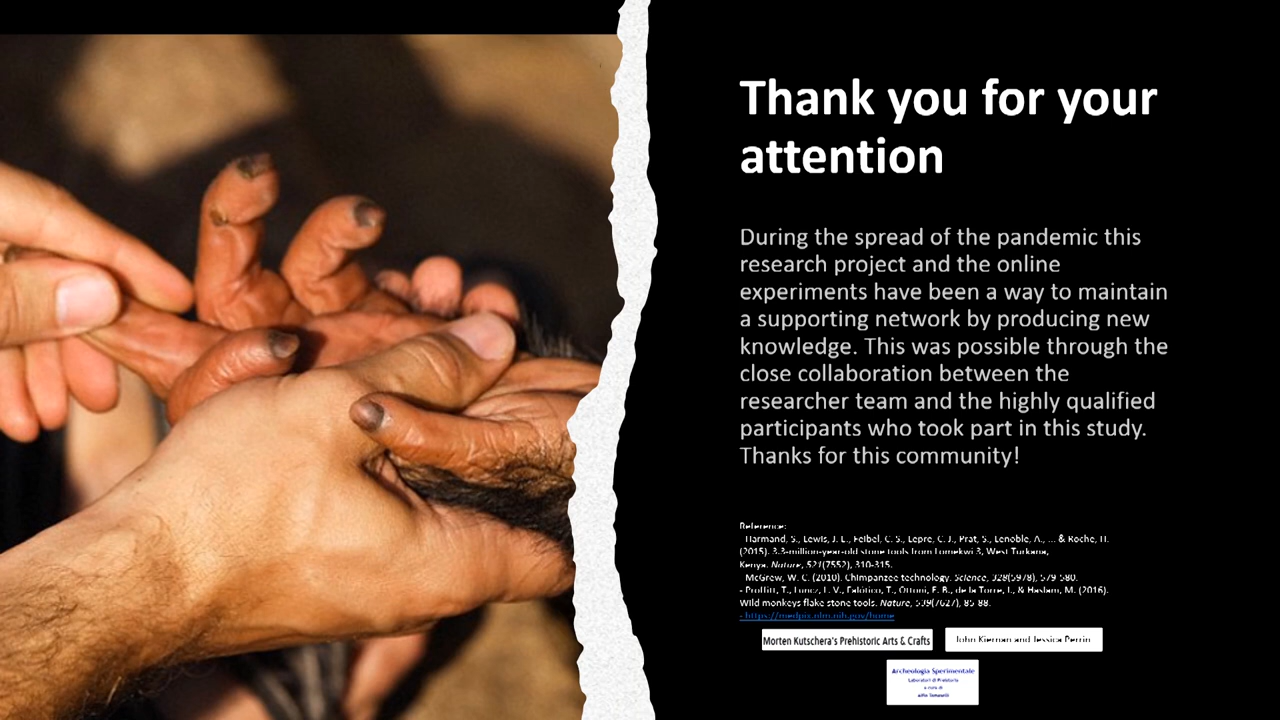 Thank you for your
attention
During the spread of the pandemic this
research project and the online
experiments have been a way to maintain
a supporting network by producing new
knowledge. This was possible through the
close collaboration between the
researcher team and the highly qualified
participants who took part in this study.
Thanks for this community!
Reference:
Harmand, S., Lewis, J. E., Feibel, C. S., Lepre, C. J., Prat, S., Lenoble, A., ... & Roche, H.
(2015). 3.3-million-year-old stone tools from Lomekwi 3, West Turkana,
Kenya. Nature, 521(7552), 310-315.
McGrew, W. C. (2010). Chimpanzee technology. Science, 328(5978), 579-580.
- Proffitt, T., Luncz, L. V., Falótico, T., Ottoni, E. B., de la Torre, I., & Haslam, M. (2016).
Wild monkeys flake stone tools. Nature, 539(7627), 85-88.
- https://medpix.nlm.nih.gov/home
Morten Kutschera's Prehistoric Arts & Crafts
John Kiernan and Jessica Perrin
Archeologia Sperimentale
Laboratori di Preistoria
a cura di